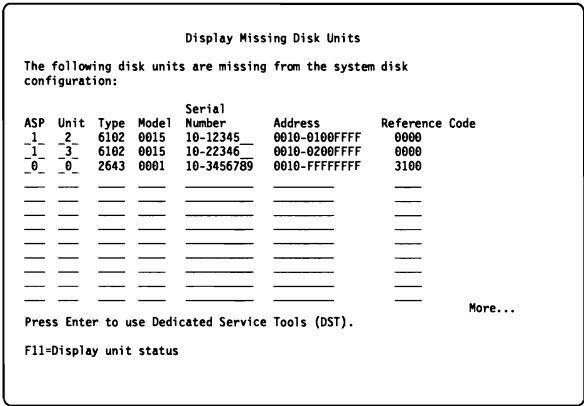 Display Missing Disk Units
The following disk units are missing from the system disk
configuration:
Serial
ASP Unit Type Model Number Address Reference Code
1 2 6102 0015 10-12345__ 0010-0100FFFF 0000
1 3 6102 0015 10-22346__ 0010-0200FFFF 0000
0 0 2643 0001 10-3456789 0010-FFFFFFFF 3100
More...
Press Enter to use Dedicated Service Tools (DST).
F11=Display unit status